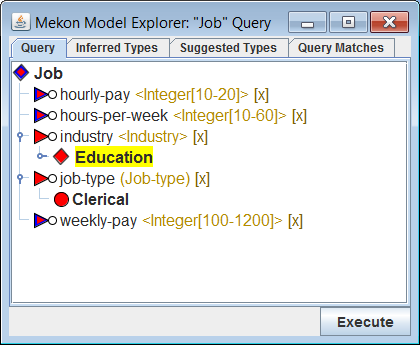 Mekon Model Explorer: "Job" Query
Query Inferred Types Suggested Types Query Matches
Job
hourly-pay <Integer[10-20]> [x]
hours-per-week <Integer[10-60]> [x]
industry <Industry> [x]
Education
job-type (Job-type) [x]
Clerical
weekly-pay <Integer[100-1200]> [x]
Execute